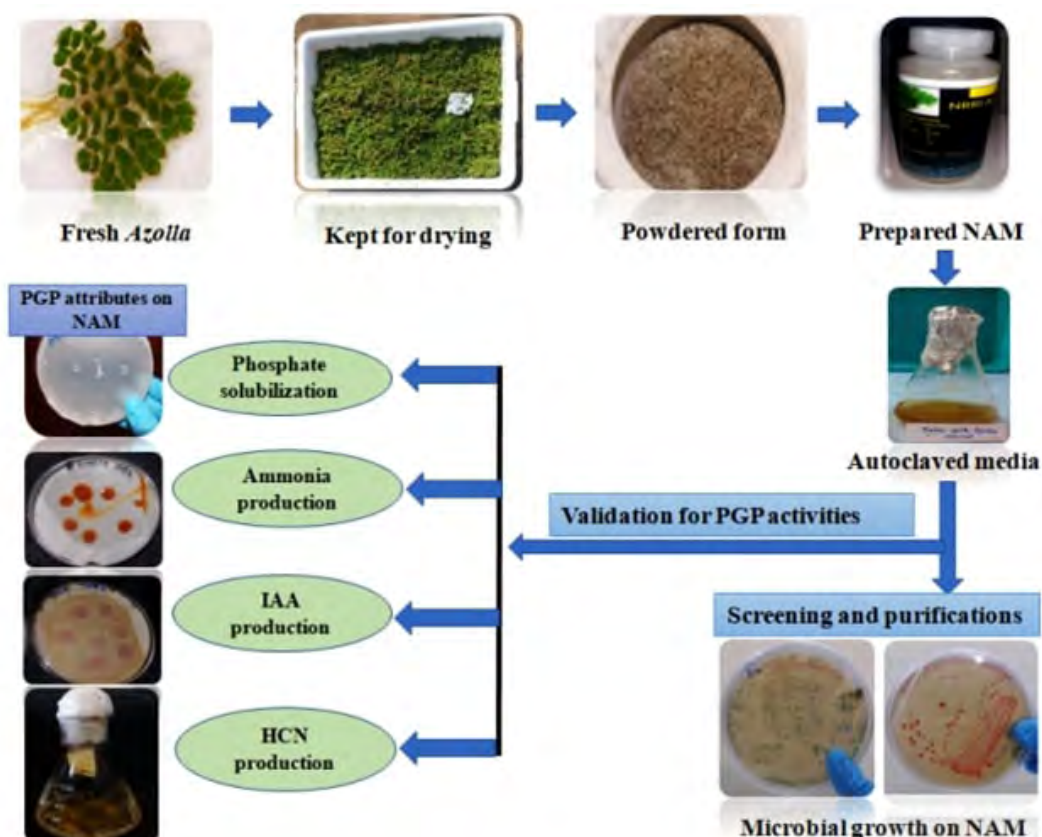 Fresh Azolla
Kept for drying
Powdered form
Prepared NAM
PGP attributes on
NAM
Phosphate
solubilization
Autoclaved media
Ammonia
production
Validation for PGP activities
IAA
production
Screening and purifications
HCN
production
Microbial growth on NAM